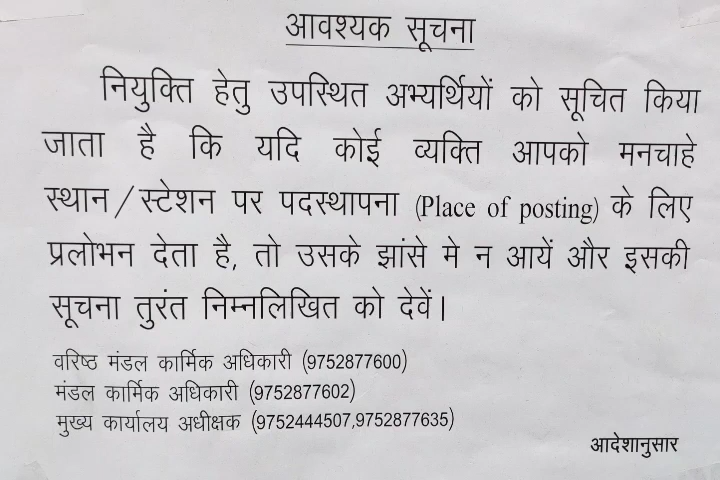 आवश्यक सूचना
नियुक्ति हेतु उपस्थित अभ्यर्थियों को सूचित किया
जाता है कि यदि कोई व्यक्ति आपको मनचाहे
स्थान/स्टेशन पर पदस्थापना (Place of posting) के लिए
प्रलोभन देता है, तो उसके झांसे मे न आयें और इसकी
सूचना तुरंत निम्नलिखित को देवें।
वरिष्ठ मंडल कार्मिक अधिकारी (9752877600)
मंडल कार्मिक अधिकारी (9752877602)
मुख्य कार्यालय अधीक्षक (9752444507,9752877635)
आदेशानुसार